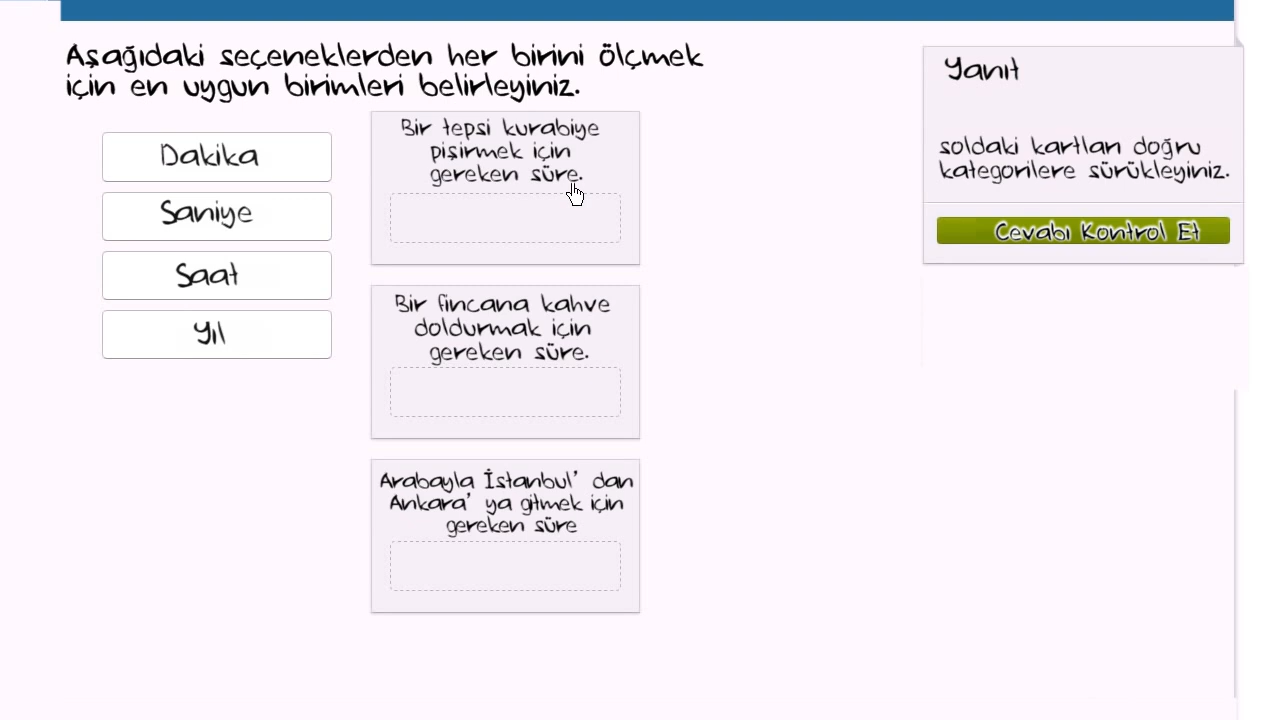 Aşağıdaki seçeneklerden her birini ölçmek
için en uygun birimleri belirleyiniz.
Dakika
Saniye
Saat
Yıl
Bir tepsi kurabiye
pişirmek için
gereken süre.
Bir fincana kahve
doldurmak için
gereken süre.
Arabayla İstanbul' dan
Ankara' ya gitmek için
gereken süre
Yanıt
soldaki kartları doğru
kategorilere sürükleyiniz.
Cevabı Kontrol Et